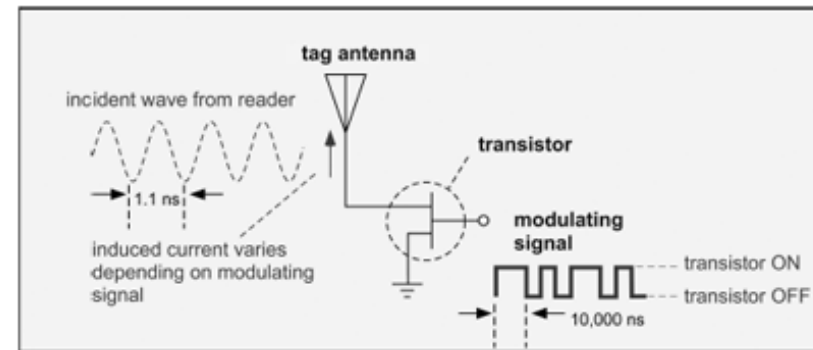 tag antenna
incident wave from reader
transistor
1.1 ns
modulating
signal
induced current varies
depending on modulating
signal
transistor ON
transistor OFF
10,000 ns